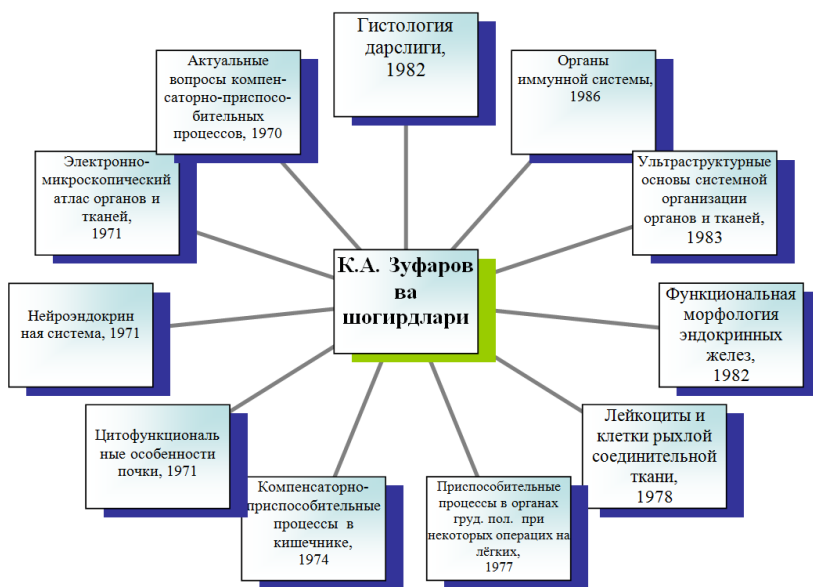 Гистология
дарслиги,
1982
Органы
иммунной системы,
1986
Ультраструктурные
основы системной
организации
органов и тканей,
1983
Функциональная
морфология
эндокринных
желез,
1982
Лейкоциты и
клетки рыхлой
соединительной
ткани,
1978
Приспособительные
процессы в органах
груд. пол. при
некоторых операцих на
лёгких,
1977
Компенсаторно-
приспособительные
процессы в
кишечнике,
1974
Цитофункциональ
ные особенности
почки, 1971
Нейроэндокрин
ная система, 1971
Электронно-
микроскопический
атлас органов и
тканей,
1971
Актуальные
вопросы компен-
саторно-приспосо-
бительных
процессов, 1970
К.А. Зуфаров
ва
шогирдлари